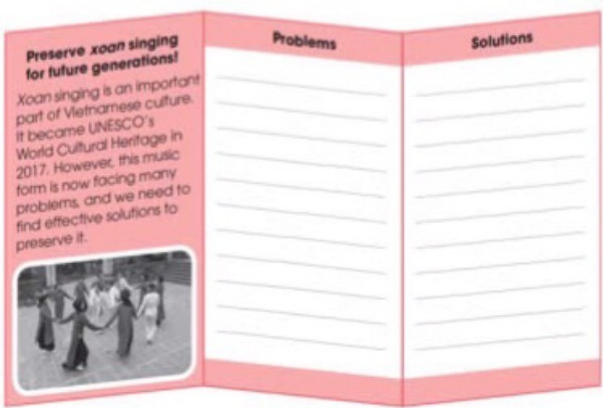 Preserve xoan singing
for future generations!
Xoan singing is an important
part of Vietnamese culture.
It became UNESCO's
World Cultural Heritage in
2017. However, this music
form is now facing many
problems, and we need to
find effective solutions to
preserve it.
Problems
Solutions